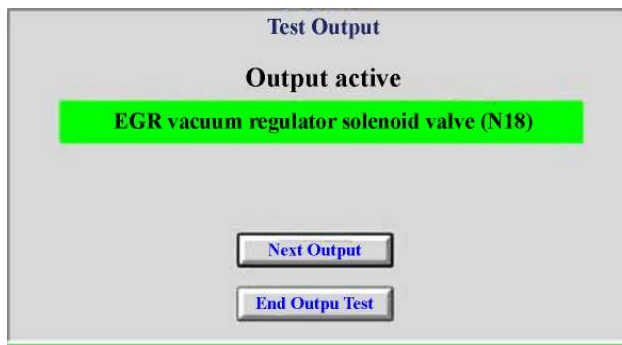 Test Output
Output active
EGR vacuum regulator solenoid valve (N18)
Next Output
End Outpu Test